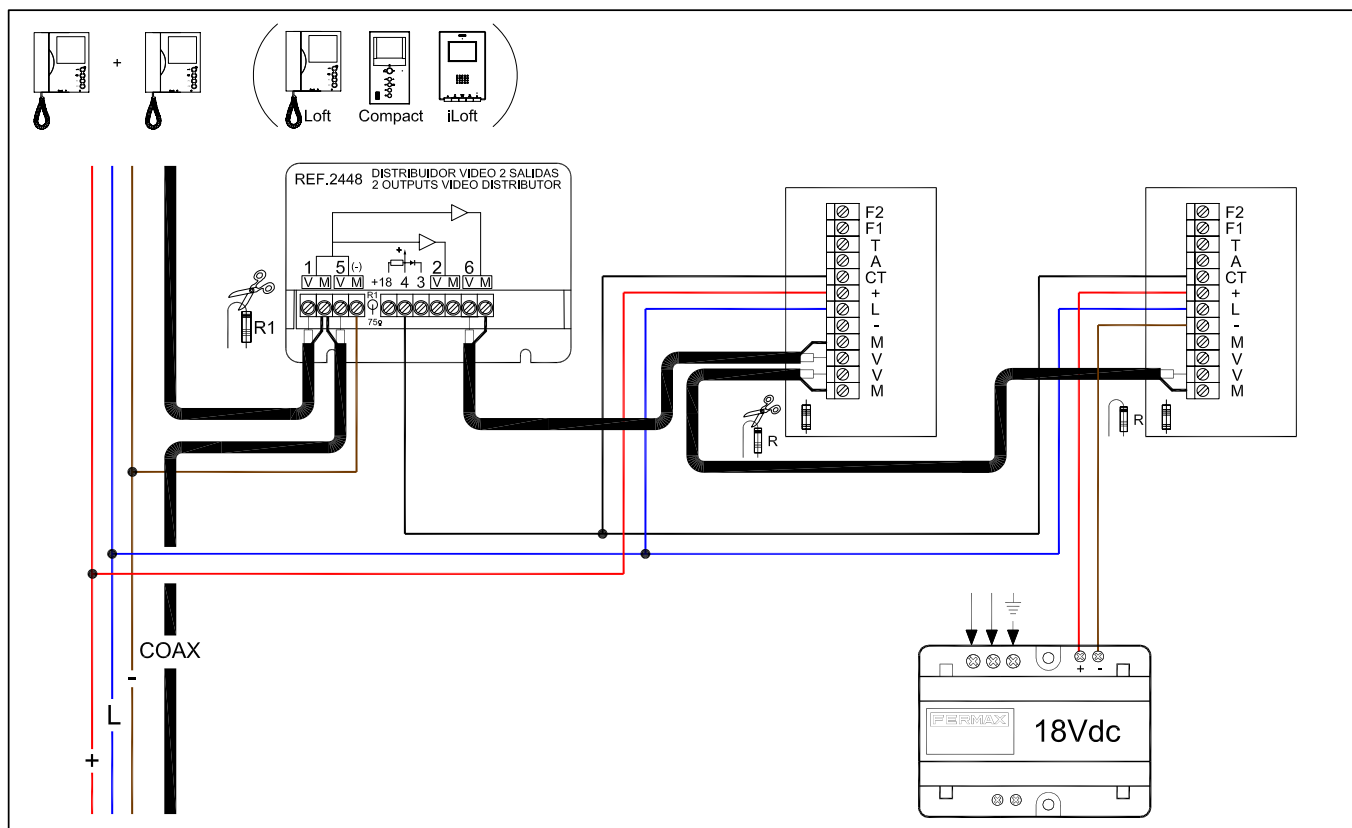 +
Loft
Compact
iLoft
REF.2448
DISTRIBUIDOR VIDEO 2 SALIDAS
2 OUTPUTS VIDEO DISTRIBUTOR
+
1 5 (-) 2 6
V M V M +18 4 3 V M V M
R1
75Ω
R1
F2
F1
T
A
CT
+
L
-
M
V
V
M
R
F2
F1
T
A
CT
+
L
-
M
V
V
M
R
COAX
-
L
+
+ -
FERMAX
18Vdc